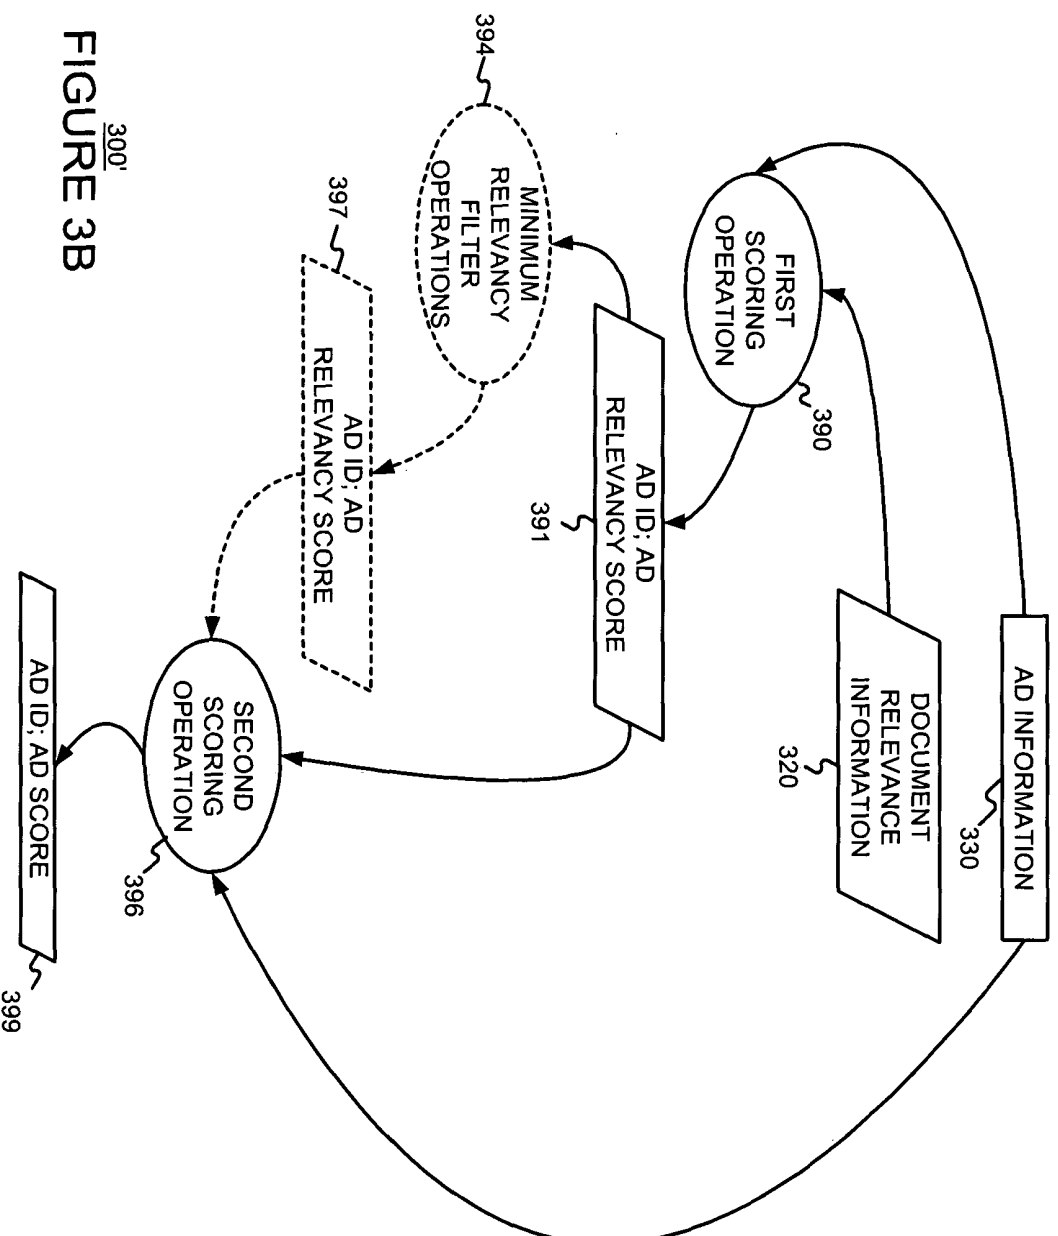 AD INFORMATION
330
DOCUMENT
RELEVANCE
INFORMATION
320
FIRST
SCORING
OPERATION
390
AD ID; AD
RELEVANCY SCORE
391
MINIMUM
RELEVANCY
FILTER
OPERATIONS
394
AD ID; AD
RELEVANCY SCORE
397
SECOND
SCORING
OPERATION
396
AD ID; AD SCORE
399
300'
FIGURE 3B